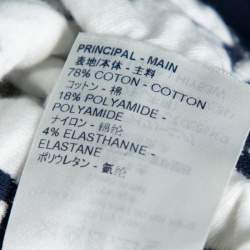 PRINCIPAL - MAIN
表地/本体 - 主料
78% COTON - COTTON
コットン - 棉
18% POLYAMIDE -
POLYAMIDE
ナイロン - 锦纶
4% ELASTHANNE -
ELASTANE
ポリウレタン - 氨纶